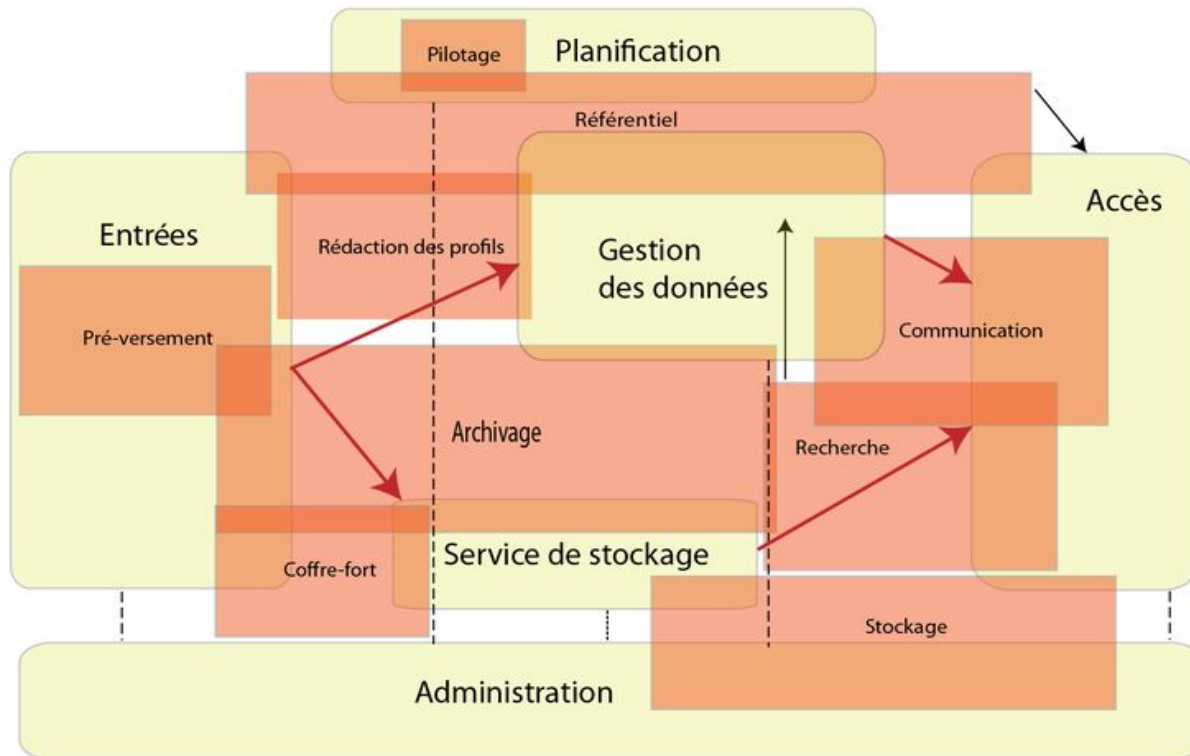 Pilotage
Planification
Référentiel
Entrées
Rédaction des profils
Gestion
des données
Accès
Pré-versement
Communication
Archivage
Recherche
Coffre-fort
Service de stockage
Stockage
Administration